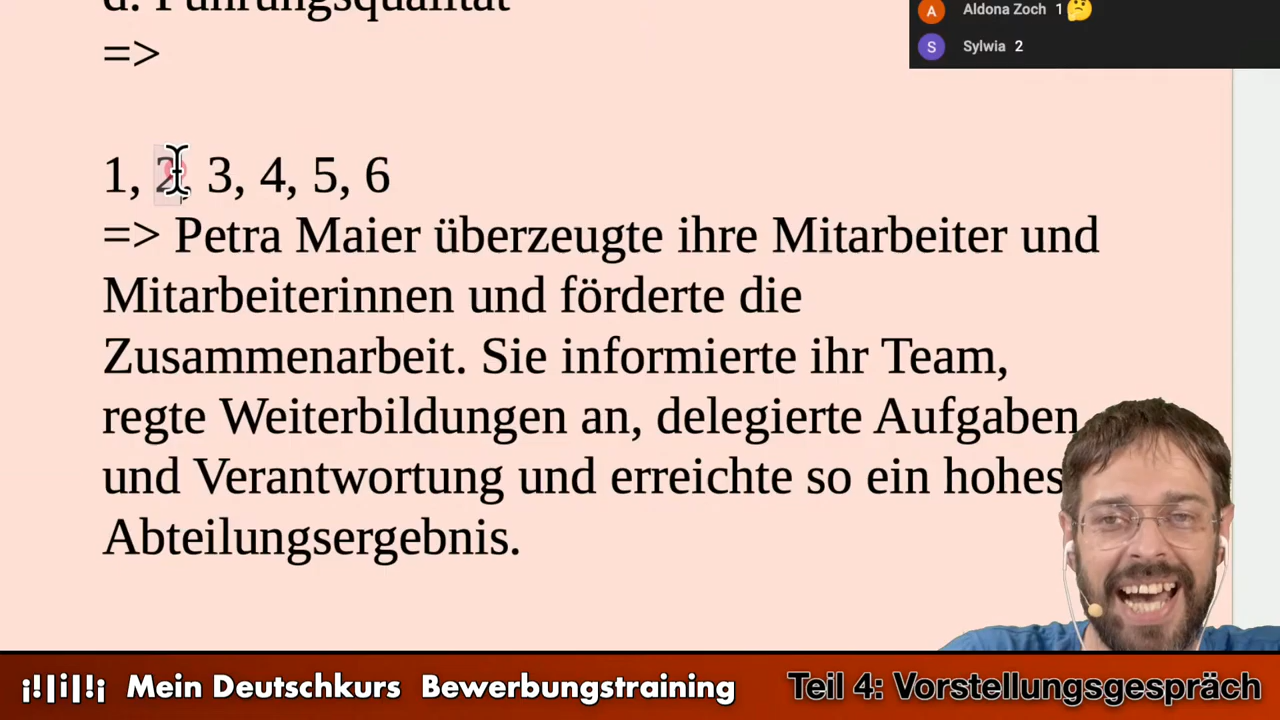 d. Führungsqualität
=>
Aldona Zoch 1 🤔
Sylwia 2
1, 2, 3, 4, 5, 6
=> Petra Maier überzeugte ihre Mitarbeiter und
Mitarbeiterinnen und förderte die
Zusammenarbeit. Sie informierte ihr Team,
regte Weiterbildungen an, delegierte Aufgaben
und Verantwortung und erreichte so ein hohes
Abteilungsergebnis.
¡!|i|!¡ Mein Deutschkurs Bewerbungstraining
Teil 4: Vorstellungsgespräch